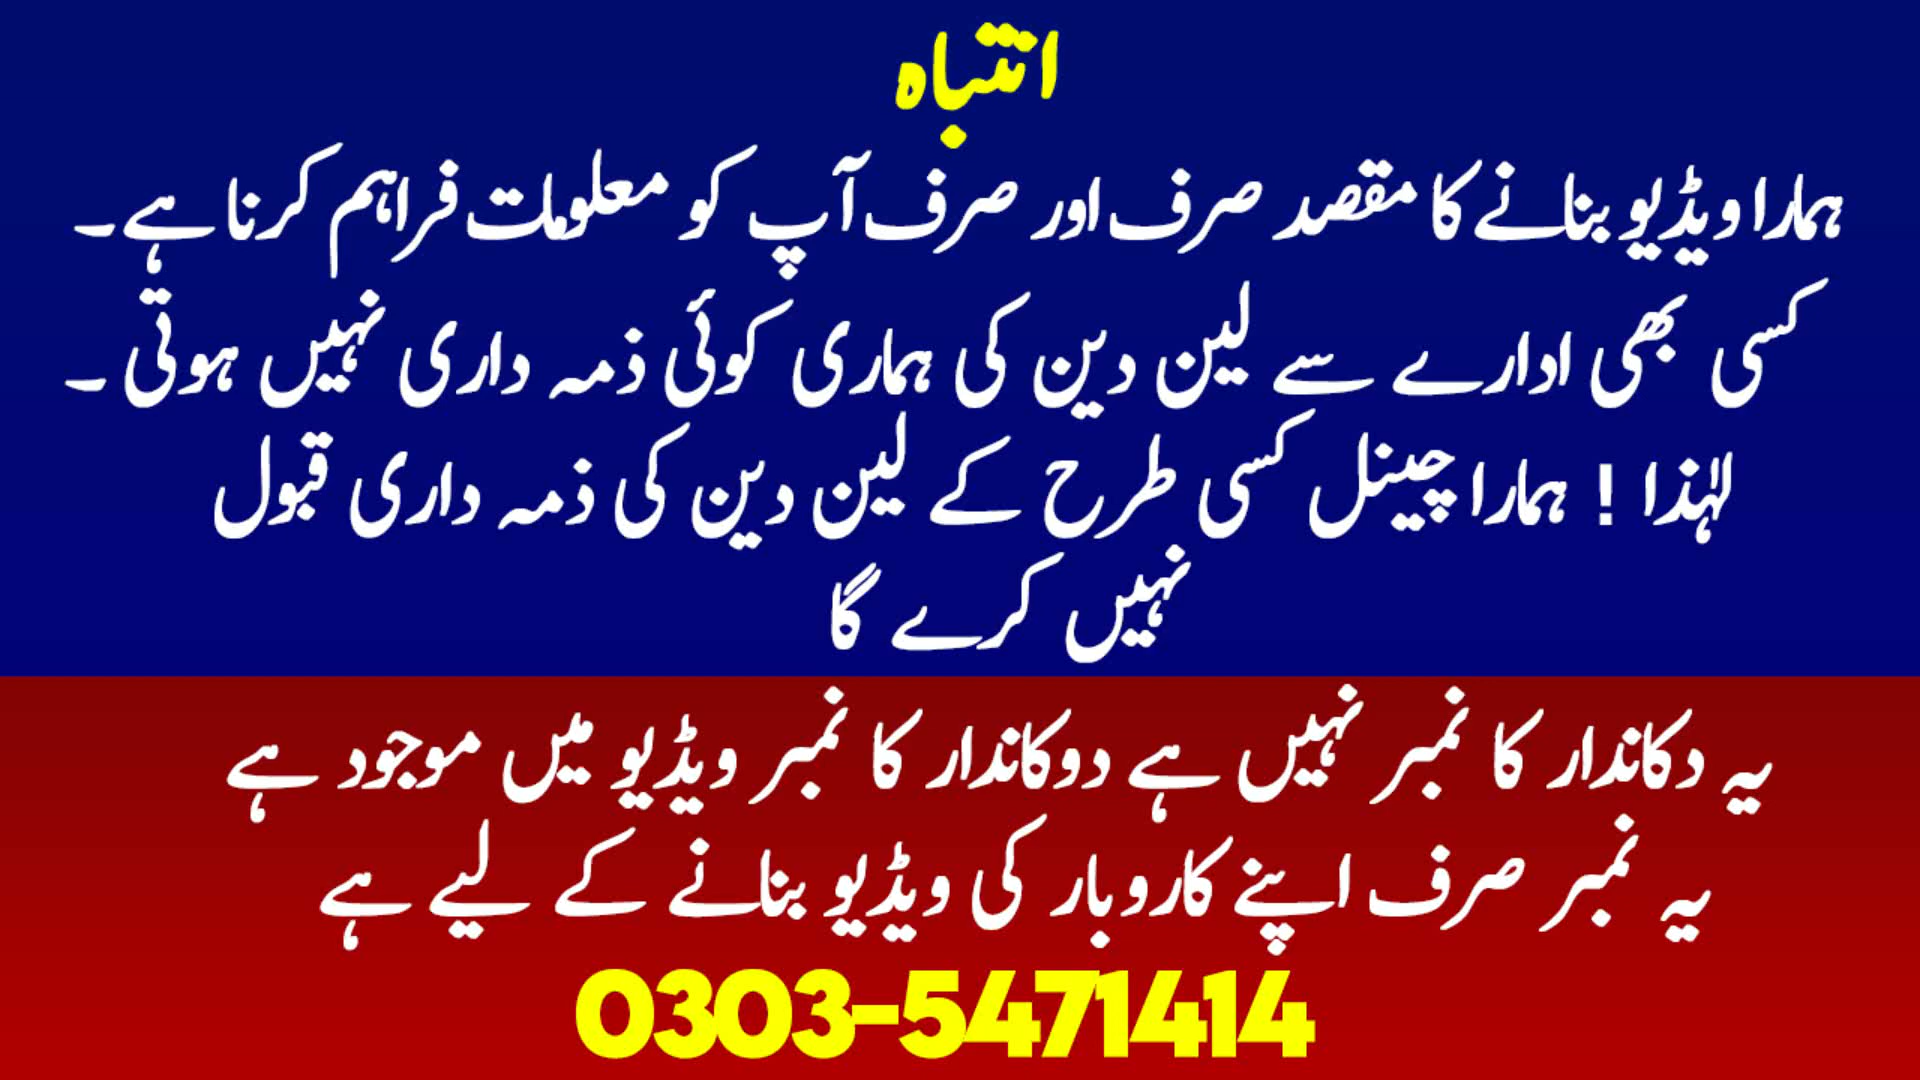 انتباہ
ہمارا ویڈیو بنانے کا مقصد صرف اور صرف آپ کو معلومات فراہم کرنا ہے۔
کسی بھی ادارے سے لین دین کی ہماری کوئی ذمہ داری نہیں ہوتی ۔
لہٰذا ! ہمارا چینل کسی طرح کے لین دین کی ذمہ داری قبول
نہیں کرے گا
یہ دکاندار کا نمبر نہیں ہے دوکاندار کا نمبر ویڈیو میں موجود ہے
یہ نمبر صرف اپنے کاروبار کی ویڈیو بنانے کے لیے ہے
0303-5471414